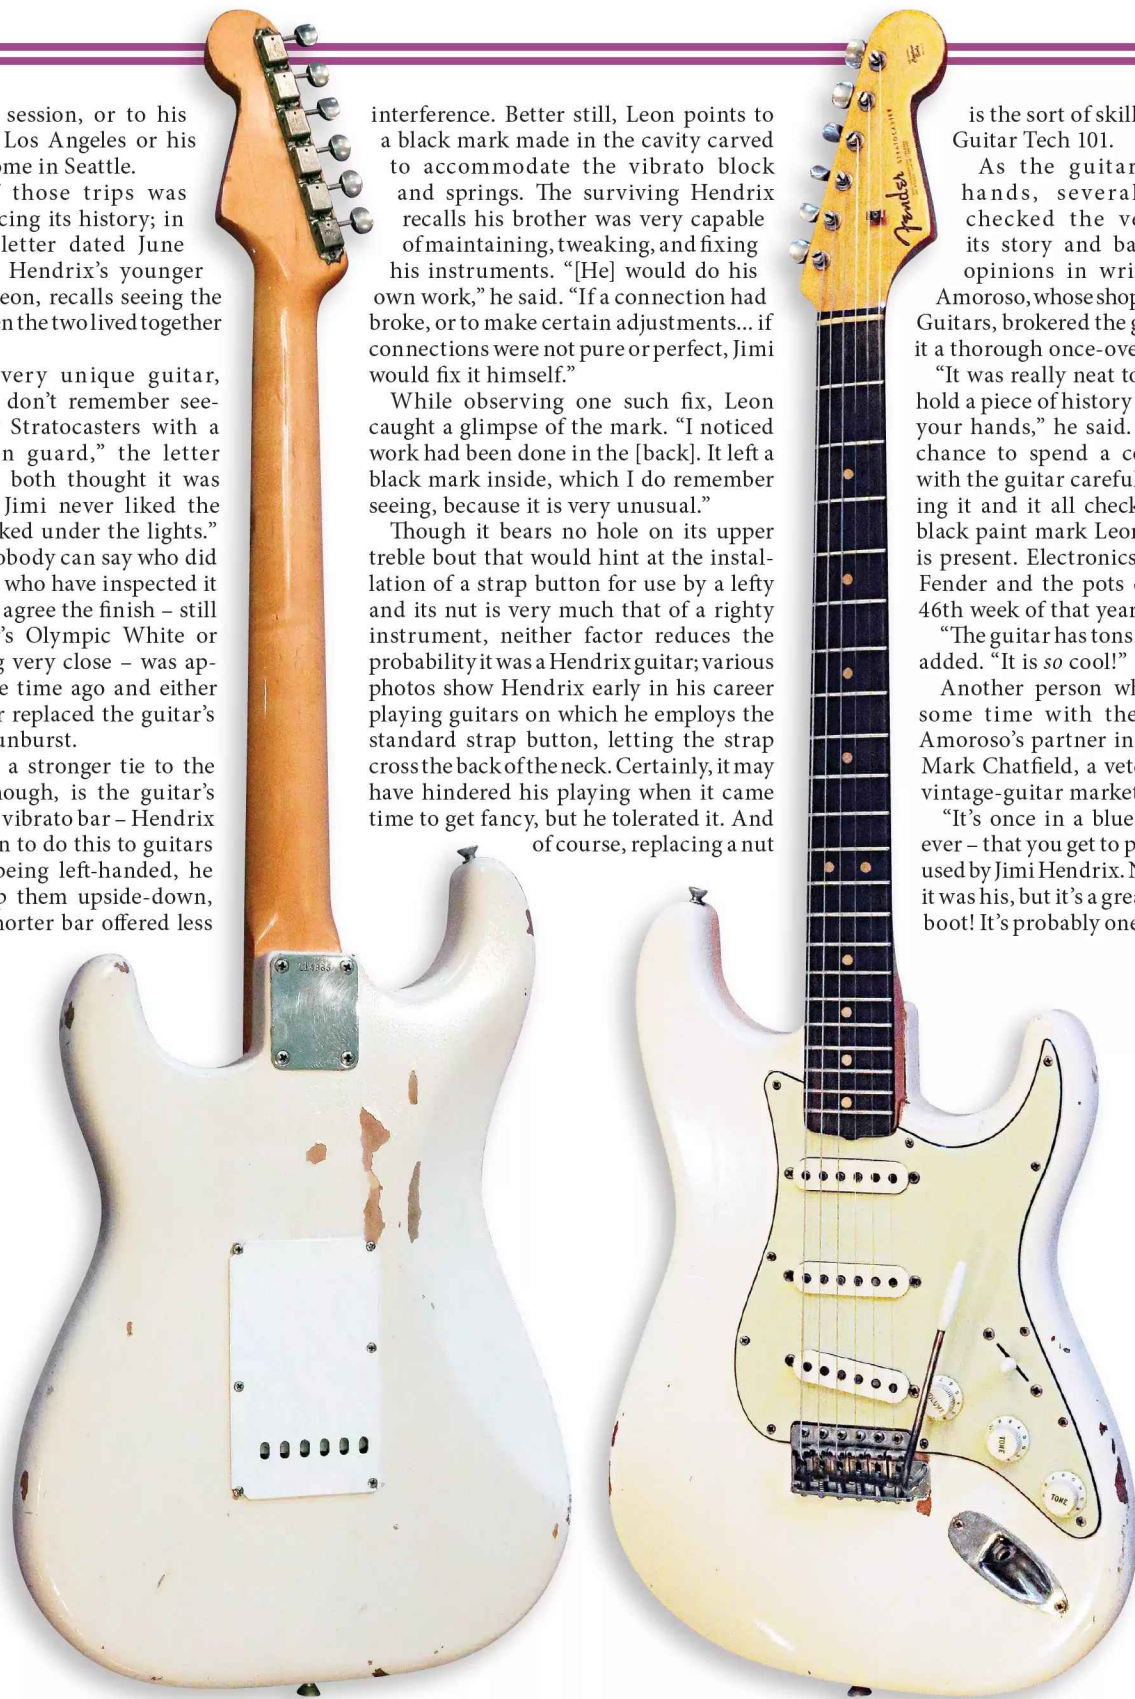 session, or to his
Los Angeles or his
ome in Seattle.
those trips was
cing its history; in
letter dated June
Hendrix’s younger
eon, recalls seeing the
en the two lived together
very unique guitar,
don’t remember see-
Stratocasters with a
n guard,” the letter
both thought it was
Jimi never liked the
ked under the lights.”
obody can say who did
who have inspected it
agree the finish – still
’s Olympic White or
g very close – was ap-
e time ago and either
r replaced the guitar’s
unburst.
a stronger tie to the
hough, is the guitar’s
vibrato bar – Hendrix
n to do this to guitars
being left-handed, he
p them upside-down,
horter bar offered less
interference. Better still, Leon points to
a black mark made in the cavity carved
to accommodate the vibrato block
and springs. The surviving Hendrix
recalls his brother was very capable
of maintaining, tweaking, and fixing
his instruments. “[He] would do his
own work,” he said. “If a connection had
broke, or to make certain adjustments... if
connections were not pure or perfect, Jimi
would fix it himself.”
While observing one such fix, Leon
caught a glimpse of the mark. “I noticed
work had been done in the [back]. It left a
black mark inside, which I do remember
seeing, because it is very unusual.”
Though it bears no hole on its upper
treble bout that would hint at the instal-
lation of a strap button for use by a lefty
and its nut is very much that of a righty
instrument, neither factor reduces the
probability it was a Hendrix guitar; various
photos show Hendrix early in his career
playing guitars on which he employs the
standard strap button, letting the strap
cross the back of the neck. Certainly, it may
have hindered his playing when it came
time to get fancy, but he tolerated it. And
of course, replacing a nut
is the sort of skill
Guitar Tech 101.
As the guitar
hands, several
checked the ve
its story and ba
opinions in wri
Amoroso, whose shop
Guitars, brokered the g
it a thorough once-ove
“It was really neat to
hold a piece of history
your hands,” he said.
chance to spend a co
with the guitar careful
ing it and it all check
black paint mark Leon
is present. Electronics
Fender and the pots
46th week of that year
“The guitar has tons
added. “It is so cool!”
Another person wh
some time with the
Amoroso’s partner in
Mark Chatfield, a vete
vintage-guitar market
“It’s once in a blue
ever – that you get to p
used by Jimi Hendrix. N
it was his, but it’s a grea
boot! It’s probably one
Fender
STRATOCASTER
TONE
TONE